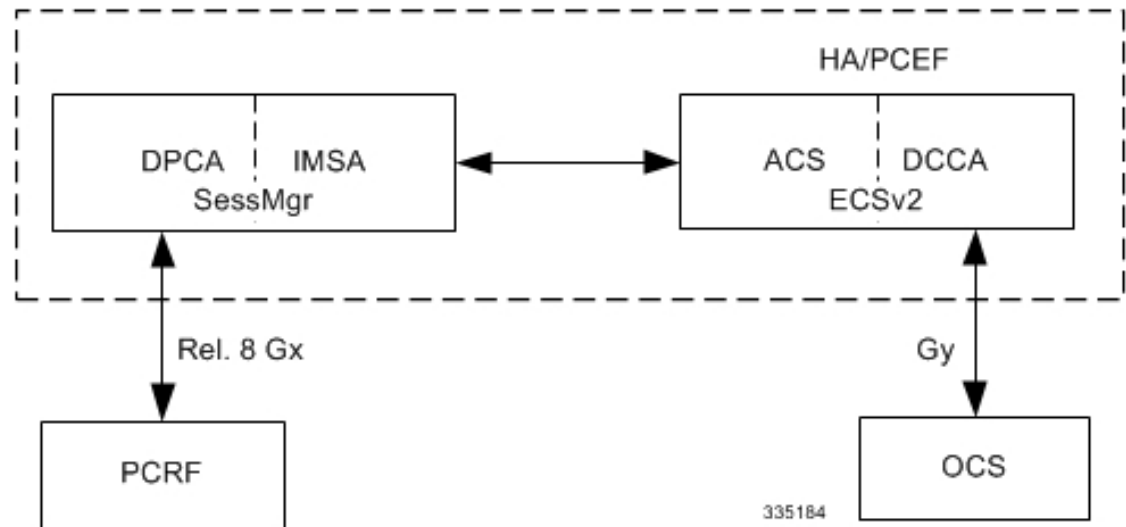 HA/PCEF
DPCA IMSA
SessMgr
ACS DCCA
ECSv2
Rel. 8 Gx
Gy
PCRF
OCS
335184